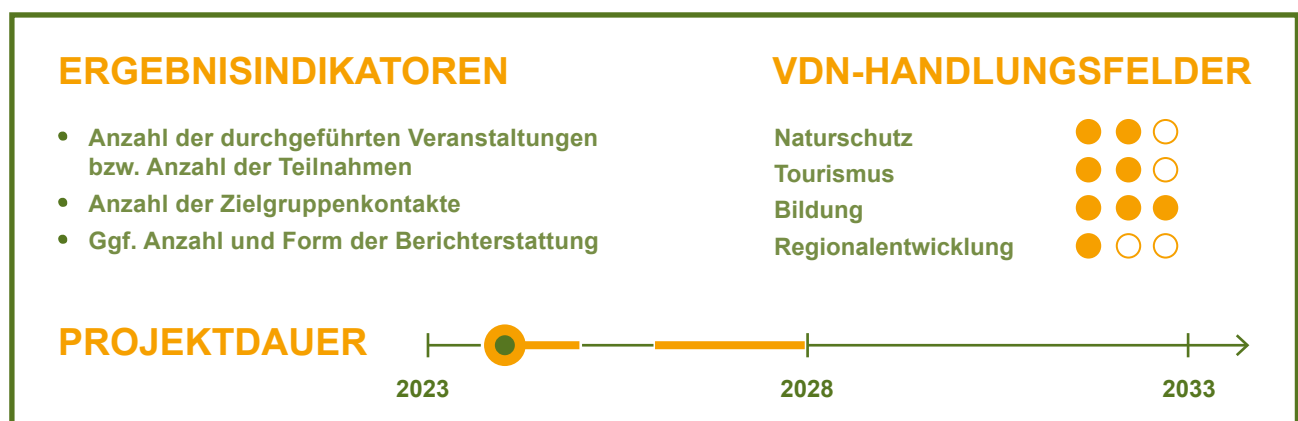 ERGEBNISINDIKATOREN
• Anzahl der durchgeführten Veranstaltungen
bzw. Anzahl der Teilnahmen
• Anzahl der Zielgruppenkontakte
• Ggf. Anzahl und Form der Berichterstattung
VDN-HANDLUNGSFELDER
Naturschutz
Tourismus
Bildung
Regionalentwicklung
PROJEKTDAUER
2023
2028
2033